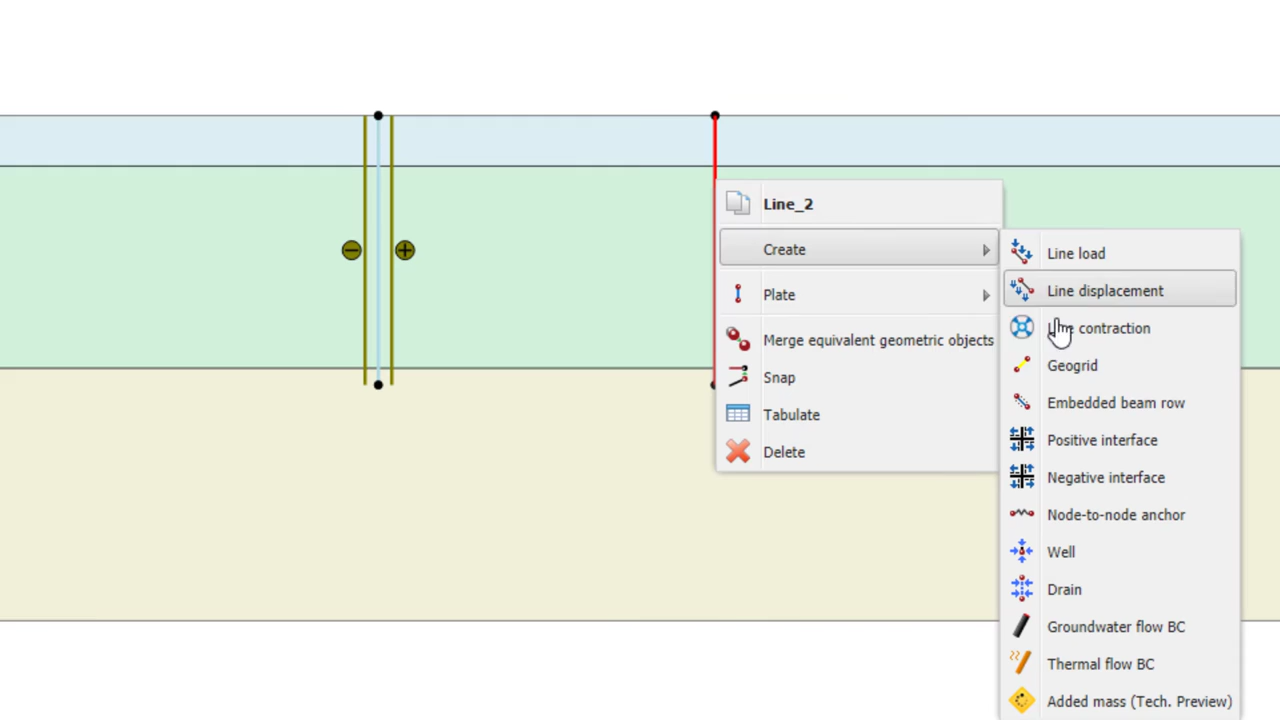 Line_2
Create
Plate
Merge equivalent geometric objects
Snap
Tabulate
Delete
Line load
Line displacement
contraction
Geogrid
Embedded beam row
Positive interface
Negative interface
Node-to-node anchor
Well
Drain
Groundwater flow BC
Thermal flow BC
Added mass (Tech. Preview)